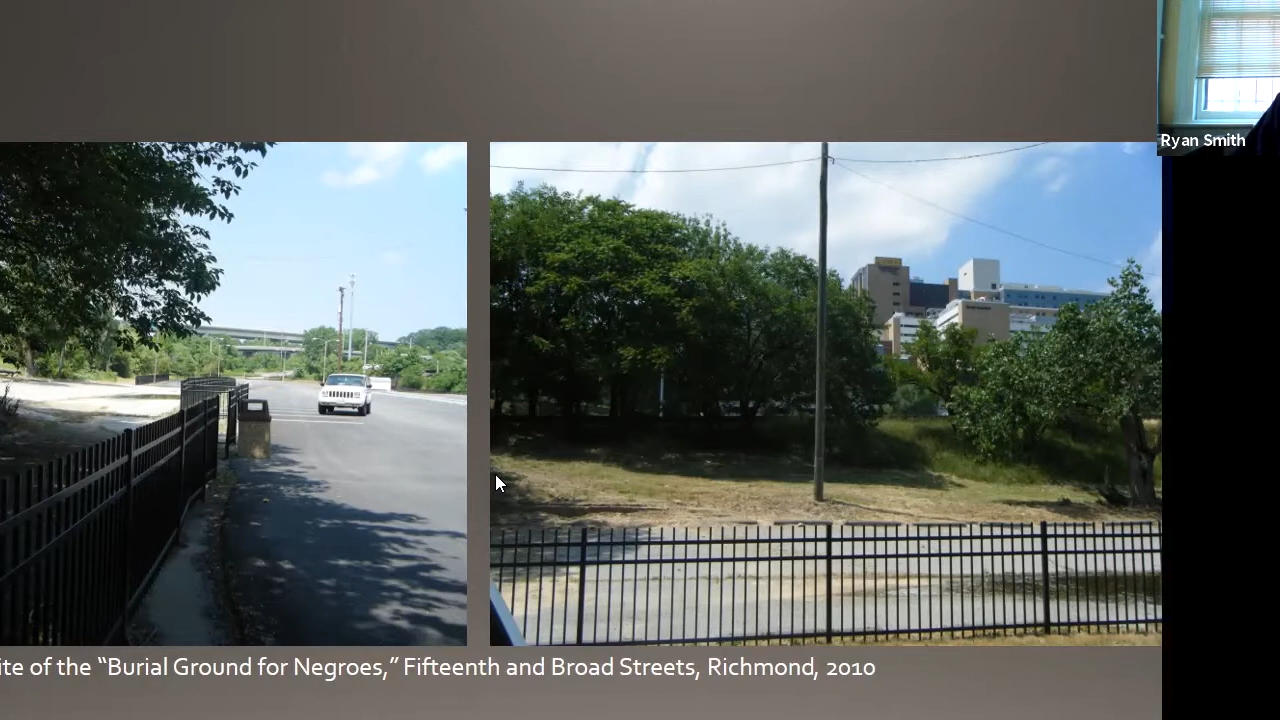 Ryan Smith
ite of the “Burial Ground for Negroes,” Fifteenth and Broad Streets, Richmond, 2010